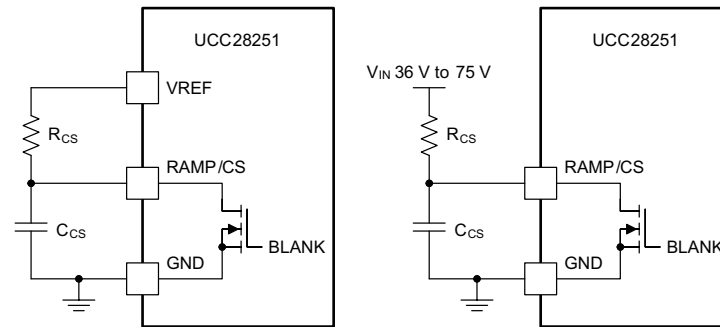 UCC28251
VREF
RCS
RAMP/CS
CCS
GND
BLANK
UCC28251
VIN 36 V to 75 V
RCS
RAMP/CS
CCS
GND
BLANK